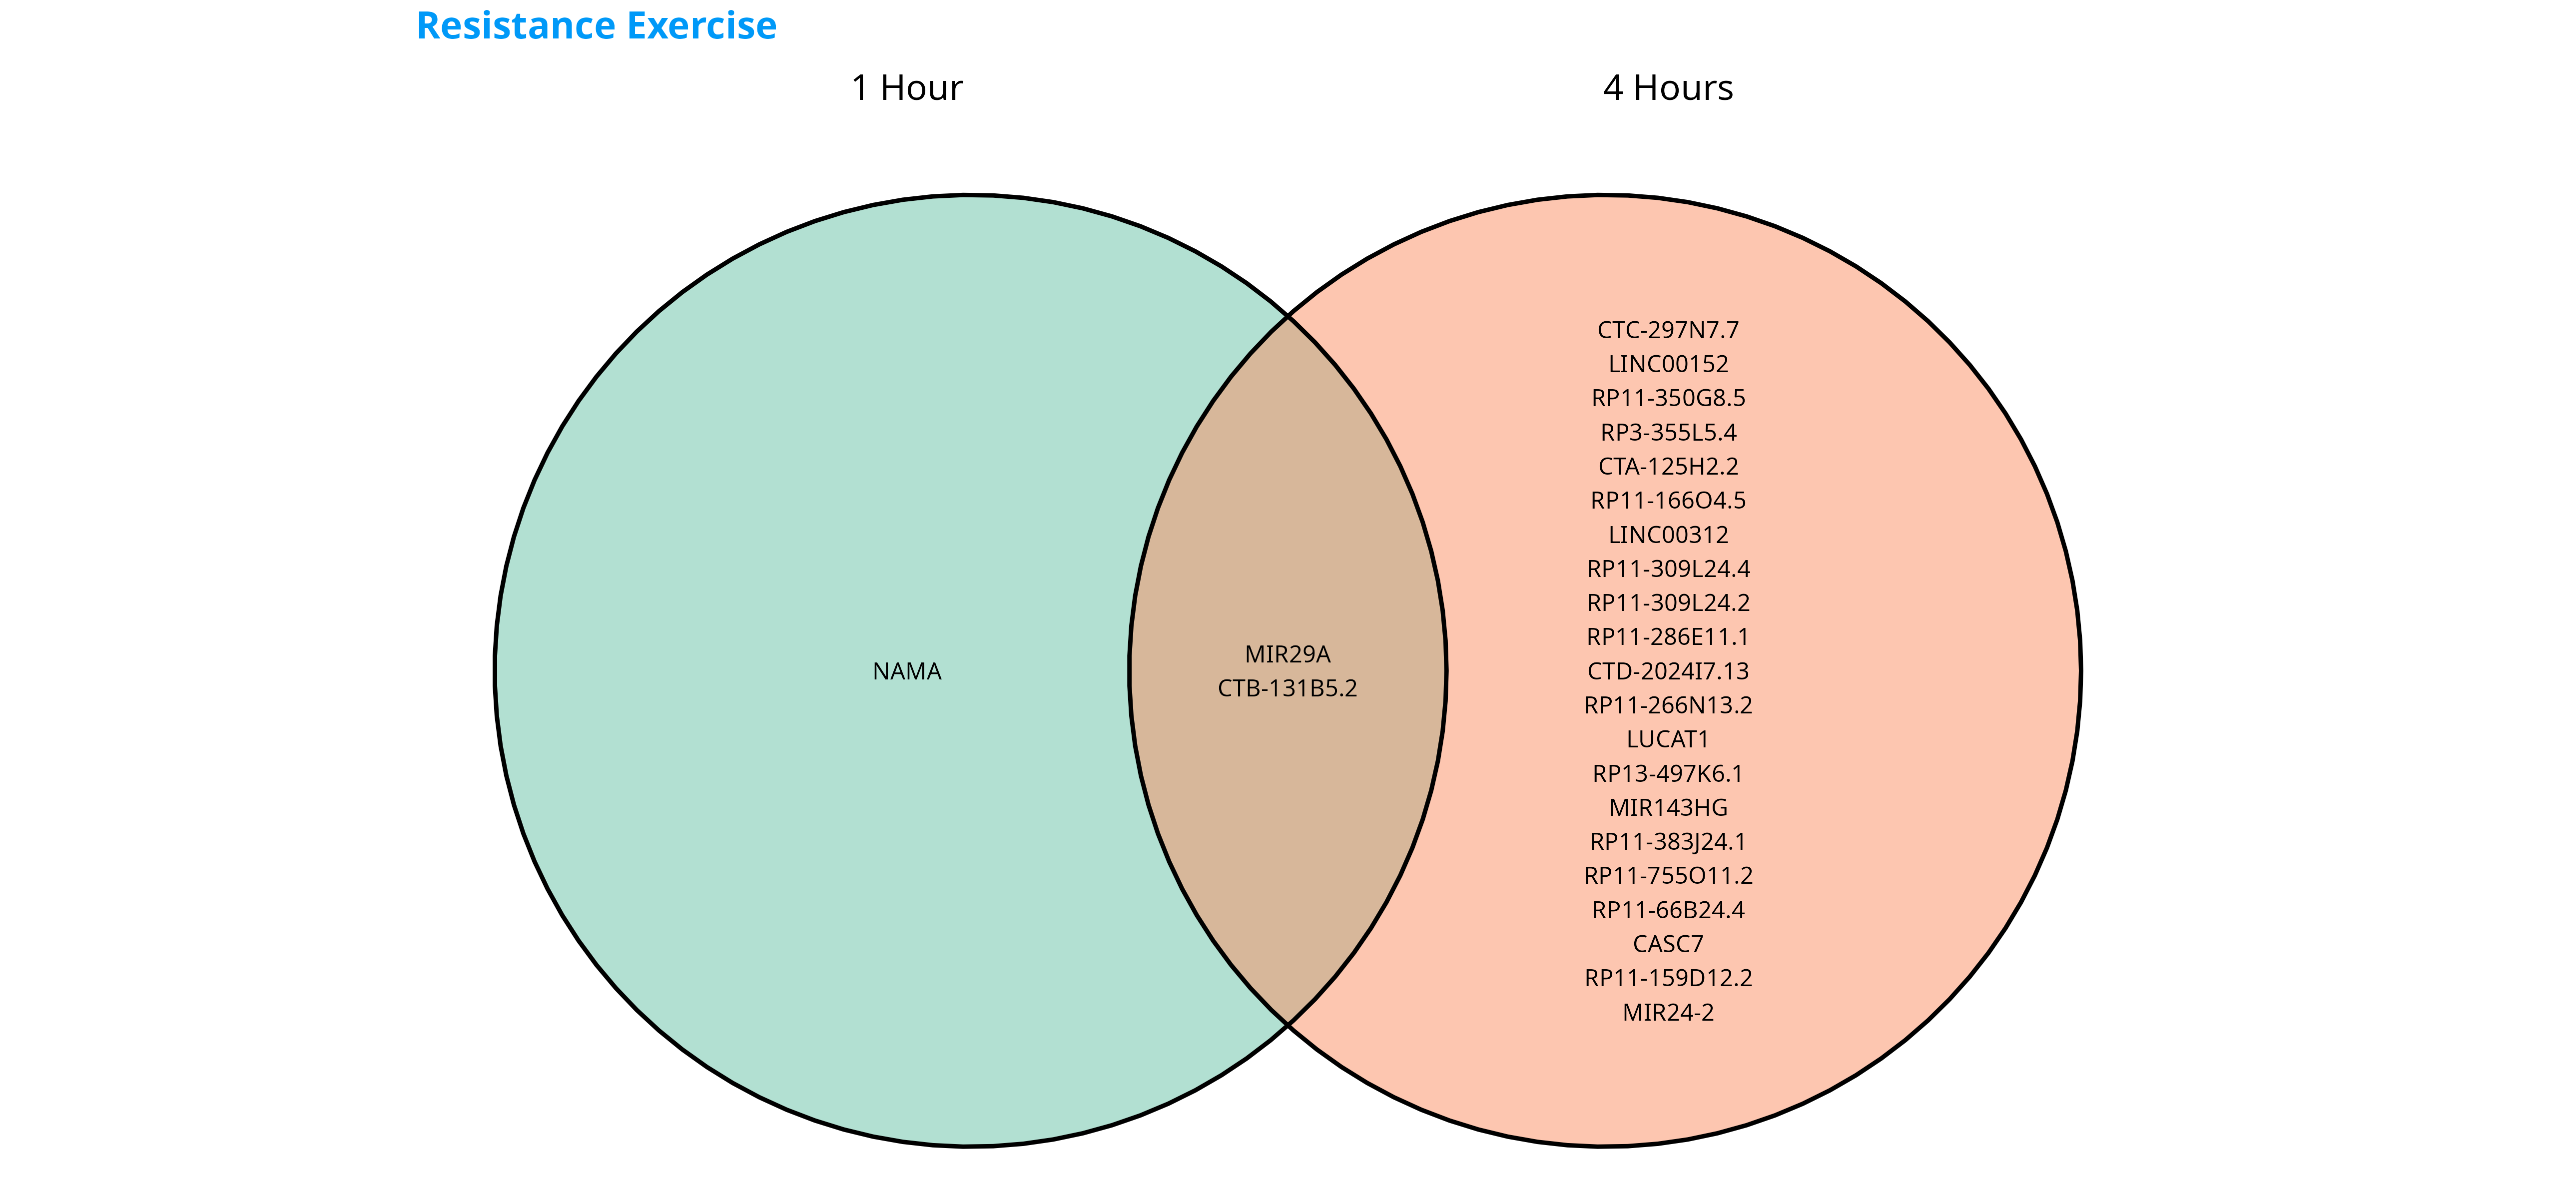 Resistance Exercise
1 Hour
4 Hours
NAMA
MIR29A
CTB-131B5.2
CTC-297N7.7
LINC00152
RP11-350G8.5
RP3-355L5.4
CTA-125H2.2
RP11-166O4.5
LINC00312
RP11-309L24.4
RP11-309L24.2
RP11-286E11.1
CTD-2024I7.13
RP11-266N13.2
LUCAT1
RP13-497K6.1
MIR143HG
RP11-383J24.1
RP11-755O11.2
RP11-66B24.4
CASC7
RP11-159D12.2
MIR24-2